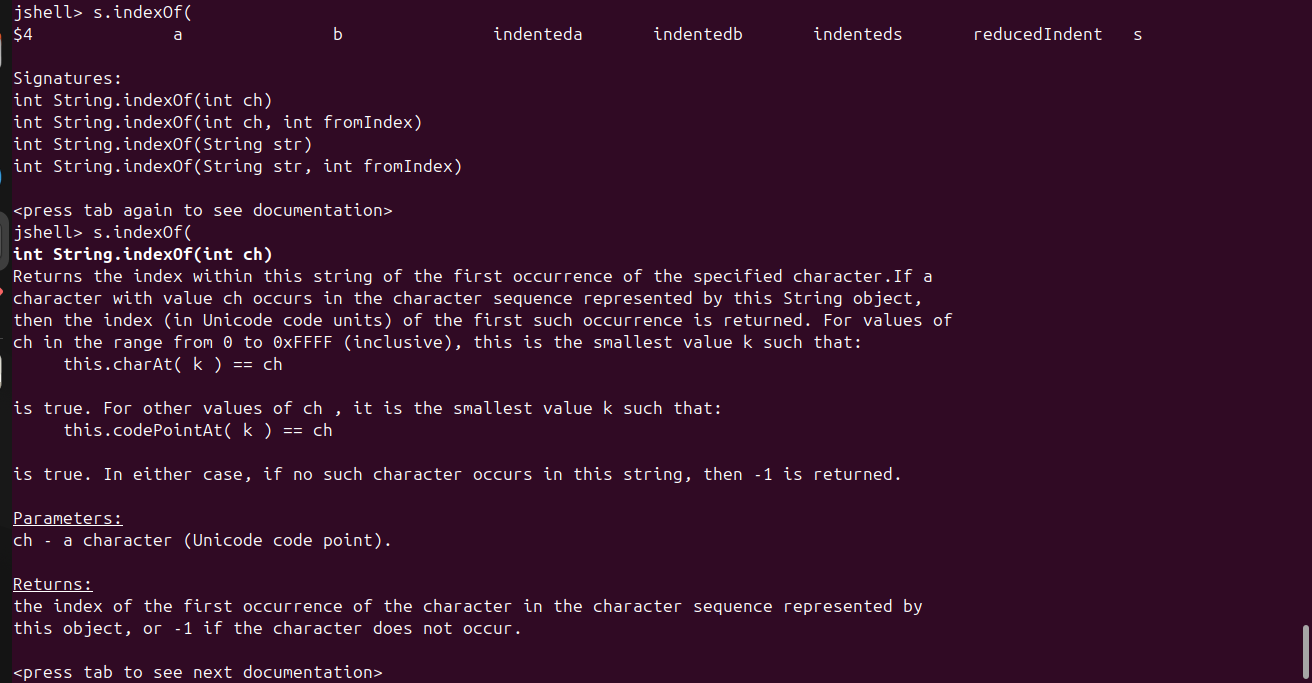 jshell> s.indexOf(
$4 a b indenteda indentedb indenteds reducedIndent s
Signatures:
int String.indexOf(int ch)
int String.indexOf(int ch, int fromIndex)
int String.indexOf(String str)
int String.indexOf(String str, int fromIndex)
<press tab again to see documentation>
jshell> s.indexOf(
int String.indexOf(int ch)
Returns the index within this string of the first occurrence of the specified character.If a
character with value ch occurs in the character sequence represented by this String object,
then the index (in Unicode code units) of the first such occurrence is returned. For values of
ch in the range from 0 to 0xFFFF (inclusive), this is the smallest value k such that:
this.charAt( k ) == ch
is true. For other values of ch , it is the smallest value k such that:
this.codePointAt( k ) == ch
is true. In either case, if no such character occurs in this string, then -1 is returned.
Parameters:
ch - a character (Unicode code point).
Returns:
the index of the first occurrence of the character in the character sequence represented by
this object, or -1 if the character does not occur.
<press tab to see next documentation>